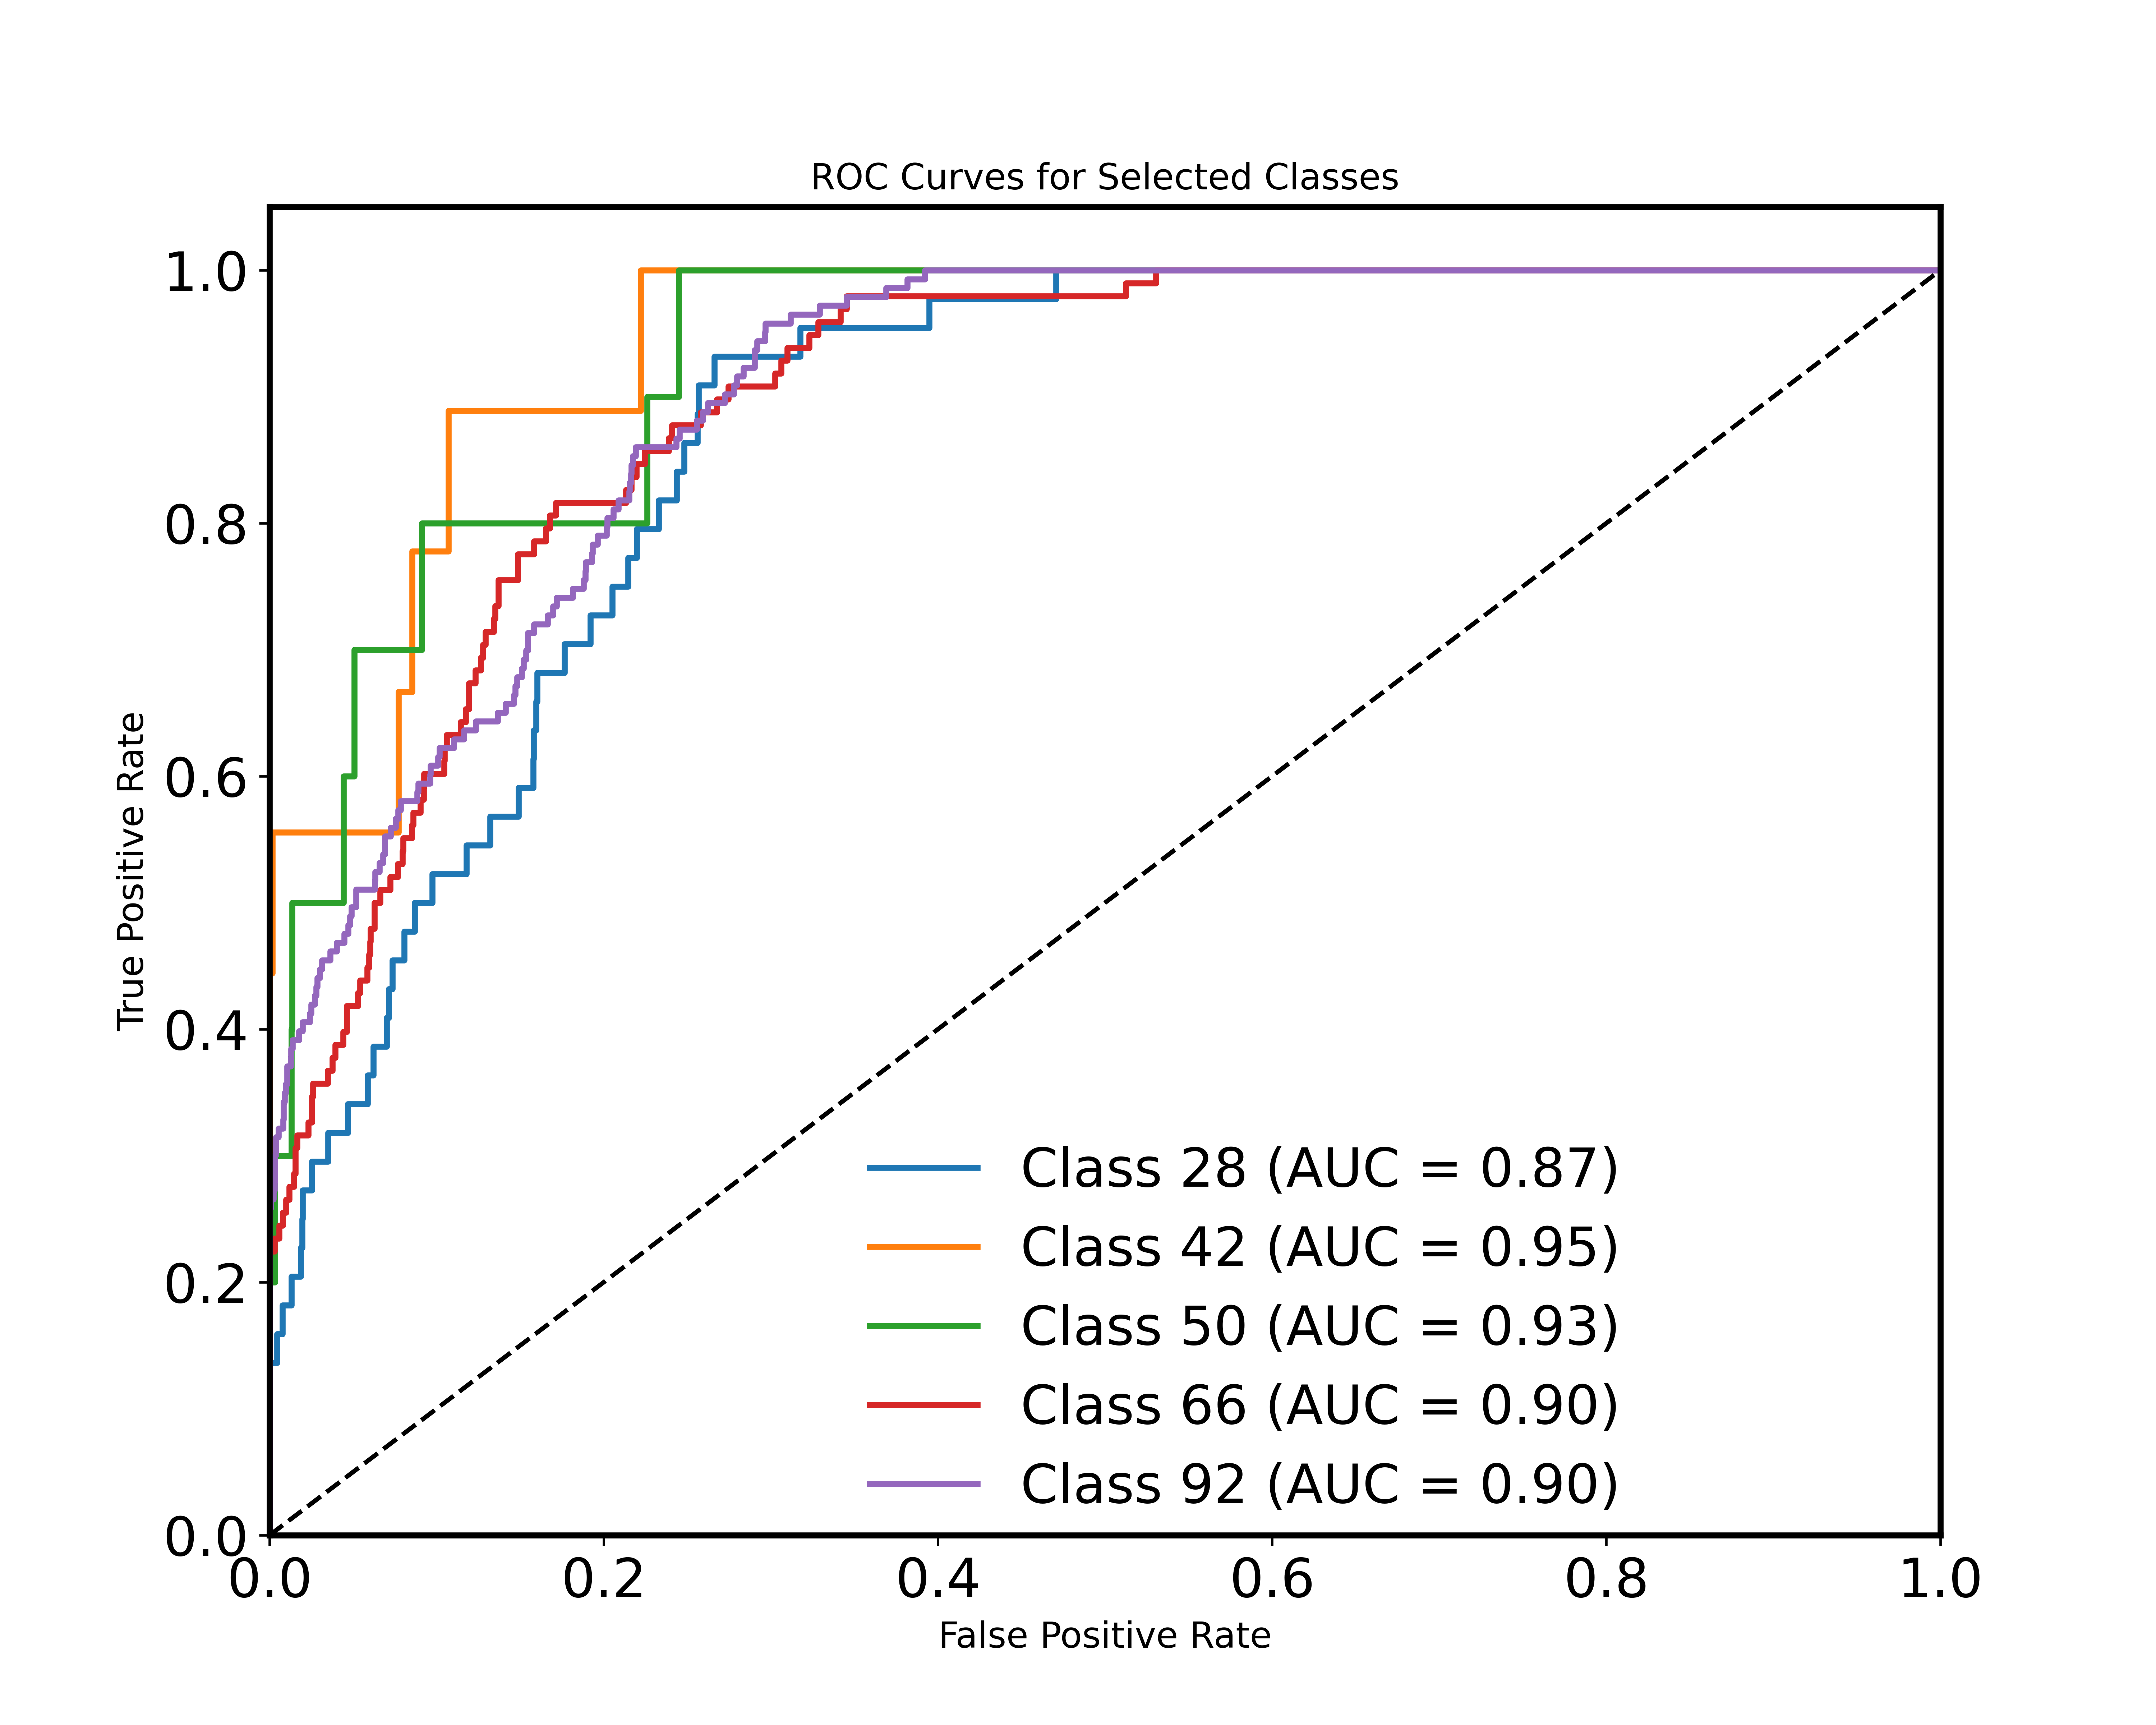 ROC Curves for Selected Classes
True Positive Rate
1.0
0.8
0.6
0.4
0.2
0.0
Class 28 (AUC = 0.87)
Class 42 (AUC = 0.95)
Class 50 (AUC = 0.93)
Class 66 (AUC = 0.90)
Class 92 (AUC = 0.90)
0.0 0.2 0.4 0.6 0.8 1.0
False Positive Rate